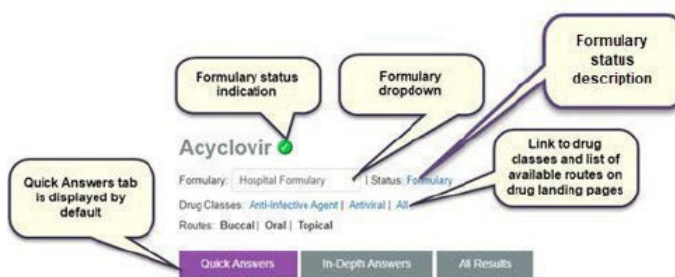 Formulary status
indication
Formulary
dropdown
Formulary
status
description
Acyclovir
Formulary: Hospital Formulary | Status: Formulary
Link to drug
classes and list of
available routes on
drug landing pages
Quick Answers tab
is displayed by
default
Drug Classes: Anti-Infective Agent | Antiviral | All
Routes: Buccal | Oral | Topical
Quick Answers
In-Depth Answers
All Results